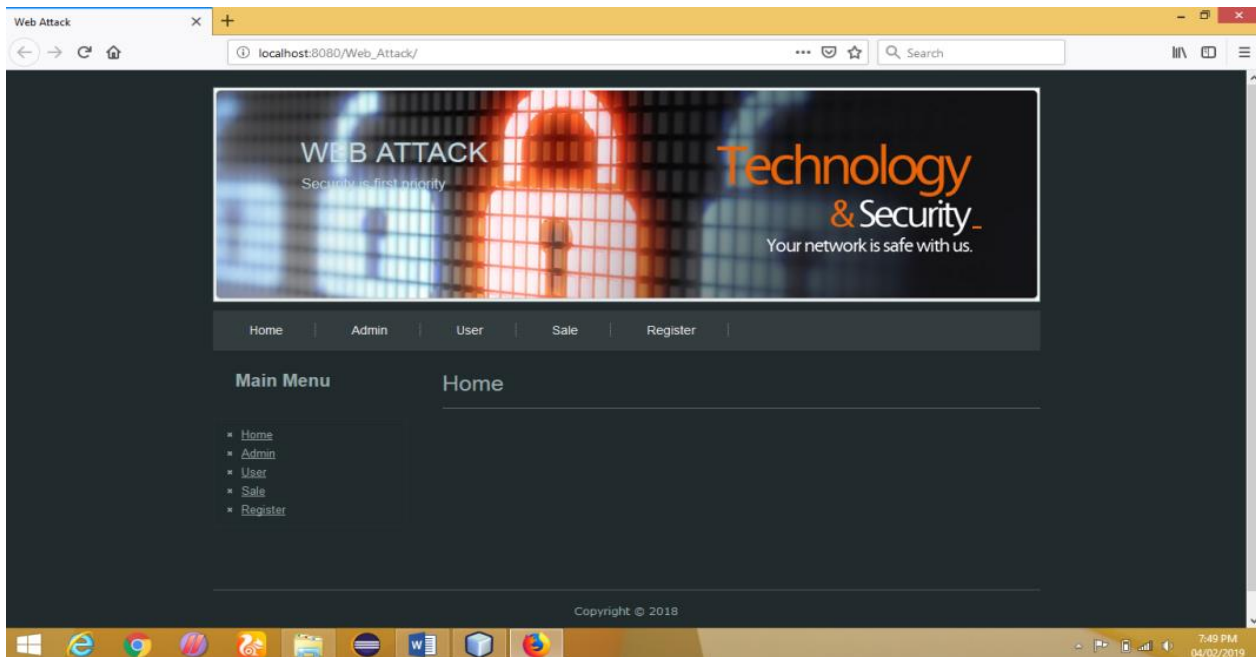 Web Attack
localhost:8080/Web_Attack/
Search
WEB ATTACK
Security is first priority
Technology
& Security_
Your network is safe with us.
Home Admin User Sale Register
Main Menu
Home
Home
Admin
User
Sale
Register
Copyright © 2018
7:49 PM
04/02/2019